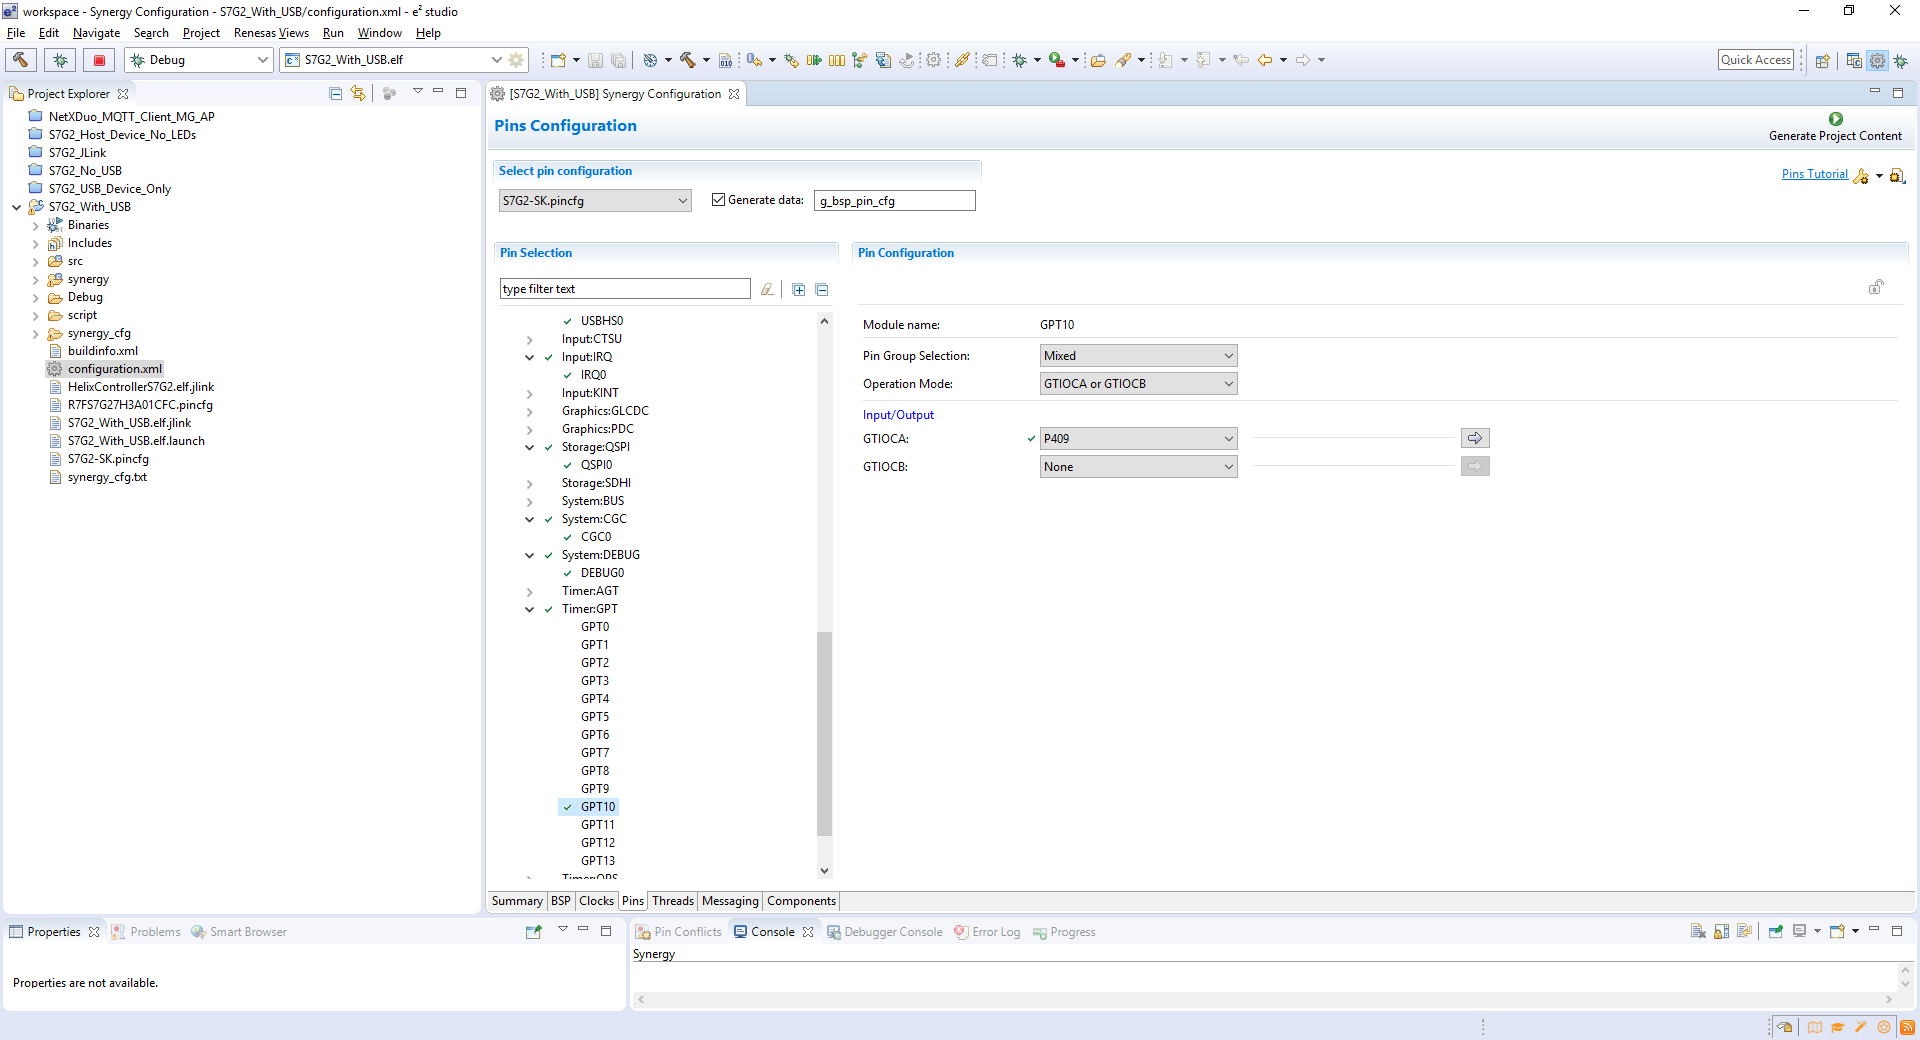 workspace - Synergy Configuration - S7G2_With_USB/configuration.xml - e² studio
File Edit Navigate Search Project Renesas Views Run Window Help
Debug
S7G2_With_USB.elf
Quick Access
Project Explorer
NetXDuo_MQTT_Client_MG_AP
S7G2_Host_Device_No_LEDs
S7G2_JLink
S7G2_No_USB
S7G2_USB_Device_Only
S7G2_With_USB
Binaries
Includes
src
synergy
Debug
script
synergy_cfg
buildinfo.xml
configuration.xml
HelixControllerS7G2.elf.jlink
R7FS7G27H3A01CFC.pincfg
S7G2_With_USB.elf.jlink
S7G2_With_USB.elf.launch
S7G2-SK.pincfg
synergy_cfg.txt
[S7G2_With_USB] Synergy Configuration
Pins Configuration
Generate Project Content
Select pin configuration
Pins Tutorial
S7G2-SK.pincfg
Generate data:
g_bsp_pin_cfg
Pin Selection
type filter text
USBHS0
Input:CTSU
Input:IRQ
IRQ0
Input:KINT
Graphics:GLCDC
Graphics:PDC
Storage:QSPI
QSPI0
Storage:SDHI
System:BUS
System:CGC
CGC0
System:DEBUG
DEBUG0
Timer:AGT
Timer:GPT
GPT0
GPT1
GPT2
GPT3
GPT4
GPT5
GPT6
GPT7
GPT8
GPT9
GPT10
GPT11
GPT12
GPT13
Timer:OPS
Pin Configuration
Module name: GPT10
Pin Group Selection: Mixed
Operation Mode: GTIOCA or GTIOCB
Input/Output
GTIOCA: P409
GTIOCB: None
Summary BSP Clocks Pins Threads Messaging Components
Properties Problems Smart Browser
Properties are not available.
Pin Conflicts Console Debugger Console Error Log Progress
Synergy